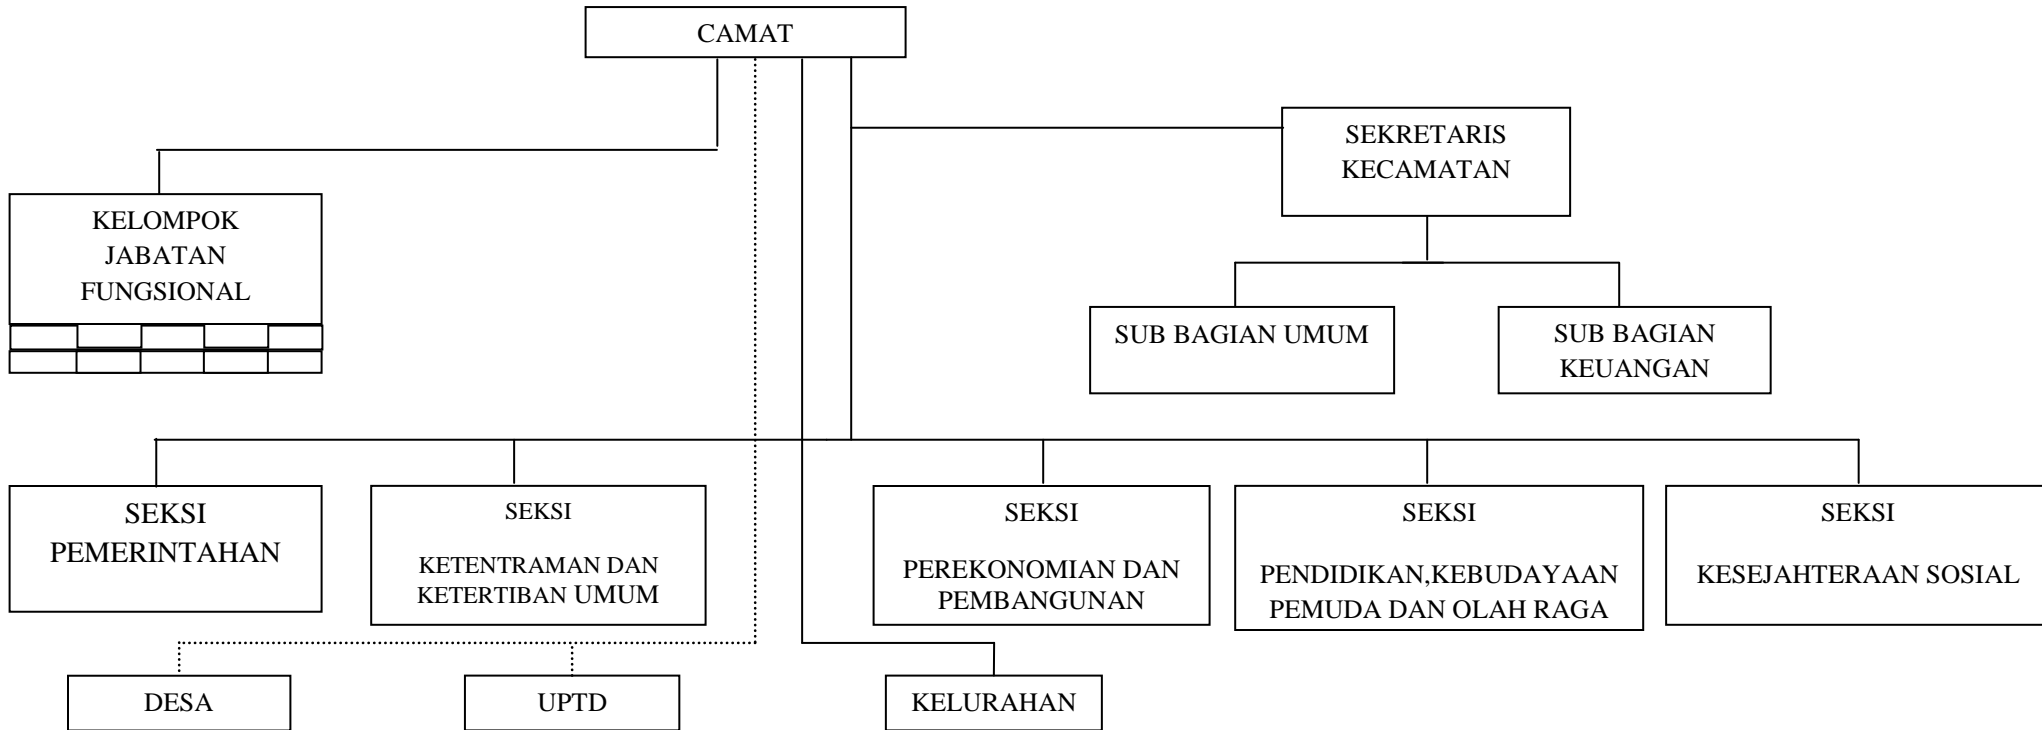 CAMAT
SEKRETARIS
KECAMATAN
KELOMPOK
JABATAN
FUNGSIONAL
SUB BAGIAN UMUM
SUB BAGIAN
KEUANGAN
SEKSI
PEMERINTAHAN
SEKSI
KETENTRAMAN DAN
KETERTIBAN UMUM
SEKSI
PEREKONOMIAN DAN
PEMBANGUNAN
SEKSI
PENDIDIKAN,KEBUDAYAAN
PEMUDA DAN OLAH RAGA
SEKSI
KESEJAHTERAAN SOSIAL
DESA
UPTD
KELURAHAN